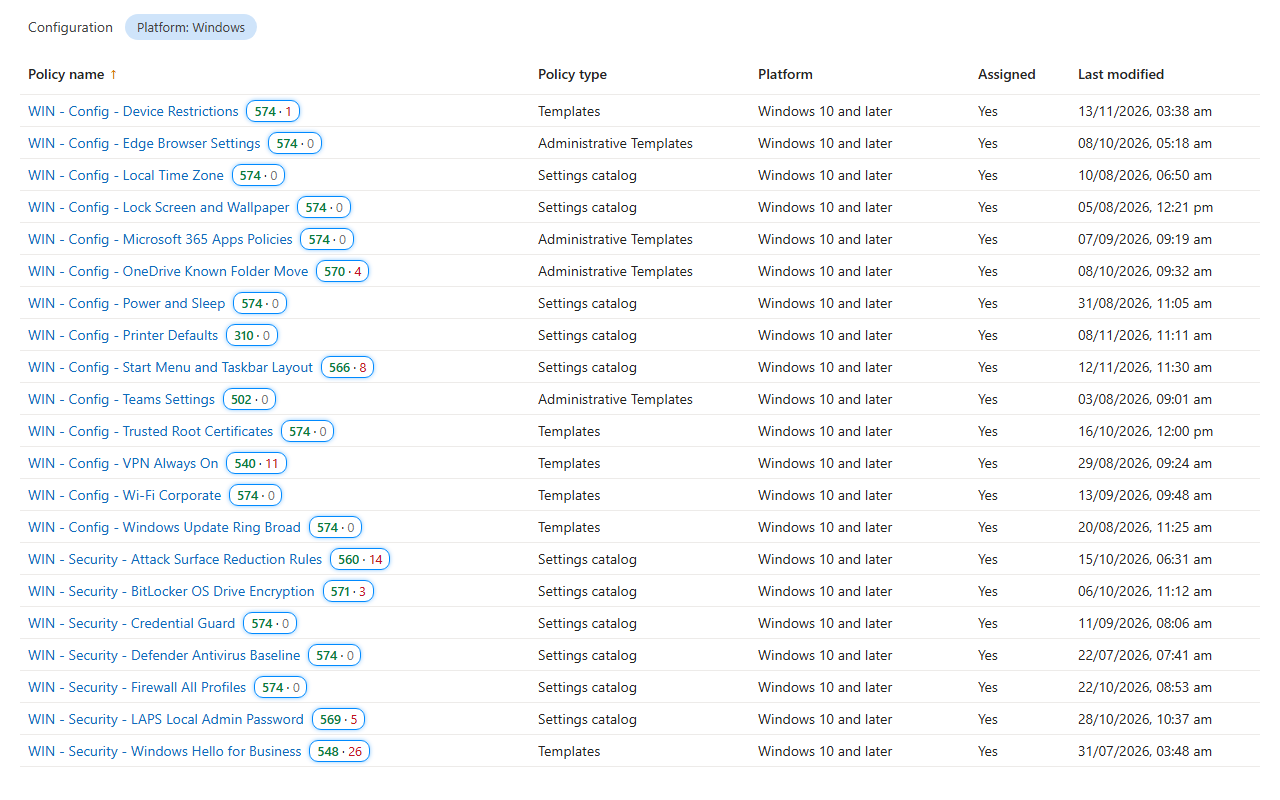 Configuration Platform: Windows
Policy name ↑ Policy type Platform Assigned Last modified
WIN - Config - Device Restrictions 574 · 1 Templates Windows 10 and later Yes 13/11/2026, 03:38 am
WIN - Config - Edge Browser Settings 574 · 0 Administrative Templates Windows 10 and later Yes 08/10/2026, 05:18 am
WIN - Config - Local Time Zone 574 · 0 Settings catalog Windows 10 and later Yes 10/08/2026, 06:50 am
WIN - Config - Lock Screen and Wallpaper 574 · 0 Settings catalog Windows 10 and later Yes 05/08/2026, 12:21 pm
WIN - Config - Microsoft 365 Apps Policies 574 · 0 Administrative Templates Windows 10 and later Yes 07/09/2026, 09:19 am
WIN - Config - OneDrive Known Folder Move 570 · 4 Administrative Templates Windows 10 and later Yes 08/10/2026, 09:32 am
WIN - Config - Power and Sleep 574 · 0 Settings catalog Windows 10 and later Yes 31/08/2026, 11:05 am
WIN - Config - Printer Defaults 310 · 0 Settings catalog Windows 10 and later Yes 08/11/2026, 11:11 am
WIN - Config - Start Menu and Taskbar Layout 566 · 8 Settings catalog Windows 10 and later Yes 12/11/2026, 11:30 am
WIN - Config - Teams Settings 502 · 0 Administrative Templates Windows 10 and later Yes 03/08/2026, 09:01 am
WIN - Config - Trusted Root Certificates 574 · 0 Templates Windows 10 and later Yes 16/10/2026, 12:00 pm
WIN - Config - VPN Always On 540 · 11 Templates Windows 10 and later Yes 29/08/2026, 09:24 am
WIN - Config - Wi-Fi Corporate 574 · 0 Templates Windows 10 and later Yes 13/09/2026, 09:48 am
WIN - Config - Windows Update Ring Broad 574 · 0 Templates Windows 10 and later Yes 20/08/2026, 11:25 am
WIN - Security - Attack Surface Reduction Rules 560 · 14 Settings catalog Windows 10 and later Yes 15/10/2026, 06:31 am
WIN - Security - BitLocker OS Drive Encryption 571 · 3 Settings catalog Windows 10 and later Yes 06/10/2026, 11:12 am
WIN - Security - Credential Guard 574 · 0 Settings catalog Windows 10 and later Yes 11/09/2026, 08:06 am
WIN - Security - Defender Antivirus Baseline 574 · 0 Settings catalog Windows 10 and later Yes 22/07/2026, 07:41 am
WIN - Security - Firewall All Profiles 574 · 0 Settings catalog Windows 10 and later Yes 22/10/2026, 08:53 am
WIN - Security - LAPS Local Admin Password 569 · 5 Settings catalog Windows 10 and later Yes 28/10/2026, 10:37 am
WIN - Security - Windows Hello for Business 548 · 26 Templates Windows 10 and later Yes 31/07/2026, 03:48 am